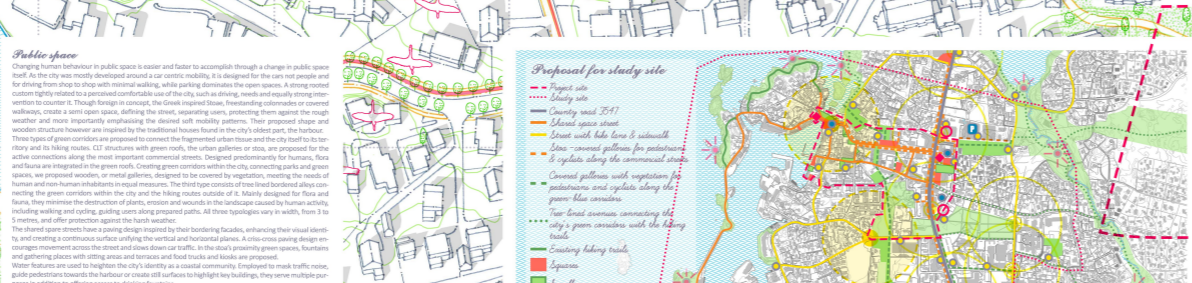 Public space
Changing human behaviour in public space is easier and faster to accomplish through a change in public space
itself. As the city was mostly developed around a car centric mobility, it is designed for the cars not people and
for driving from shop to shop with minimal walking, while parking dominates the open spaces. A strong rooted
custom tightly related to a perceived comfortable use of the city, such as driving, needs and equally strong inter-
vention to counter it. Though foreign in concept, the Greek inspired Stoae, freestanding colonnades or covered
walkways, create a semi open space, defining the street, separating users, protecting them against the rough
weather and more importantly emphasising the desired soft mobility patterns. Their proposed shape and
wooden structure however are inspired by the traditional houses found in the city's oldest part, the harbour.
Three types of green corridors are proposed to connect the fragmented urban tissue and the city itself to its ter-
ritory and its hiking routes. CLT structures with green roofs, the urban galleries or stoa, are proposed for the
active connections along the most important commercial streets. Designed predominantly for humans, flora
and fauna are integrated in the green roofs. Creating green corridors within the city, connecting parks and green
spaces, we proposed wooden, or metal galleries, designed to be covered by vegetation, meeting the needs of
human and non-human inhabitants in equal measures. The third type consists of tree lined bordered alleys con-
necting the green corridors within the city and the hiking routes outside of it. Mainly designed for flora and
fauna, they minimise the destruction of plants, erosion and wounds in the landscape caused by human activity,
including walking and cycling, guiding users along prepared paths. All three typologies vary in width, from 3 to
5 metres, and offer protection against the harsh weather.
The shared spare streets have a paving design inspired by their bordering facades, enhancing their visual identi-
ty, and creating a continuous surface unifying the vertical and horizontal planes. A criss-cross paving design en-
courages movement across the street and slows down car traffic. In the stoa's proximity green spaces, fountains
and gathering places with sitting areas and terraces and food trucks and kiosks are proposed.
Water features are used to heighten the city's identity as a coastal community. Employed to mask traffic noise,
guide pedestrians towards the harbour or create still surfaces to highlight key buildings, they serve multiple pur-
Proposal for study site
Project site
Study site
County road 7547
Shared space street
Street with bike lane & sidewalk
Stoa - covered galleries for pedestrians
& cyclists along the commercial streets
Covered galleries with vegetation for
pedestrians and cyclists along the
green-blue corridors
Tree-lined avenues connecting the
city's green corridors with the hiking
trails
Existing hiking trails
Squares
P